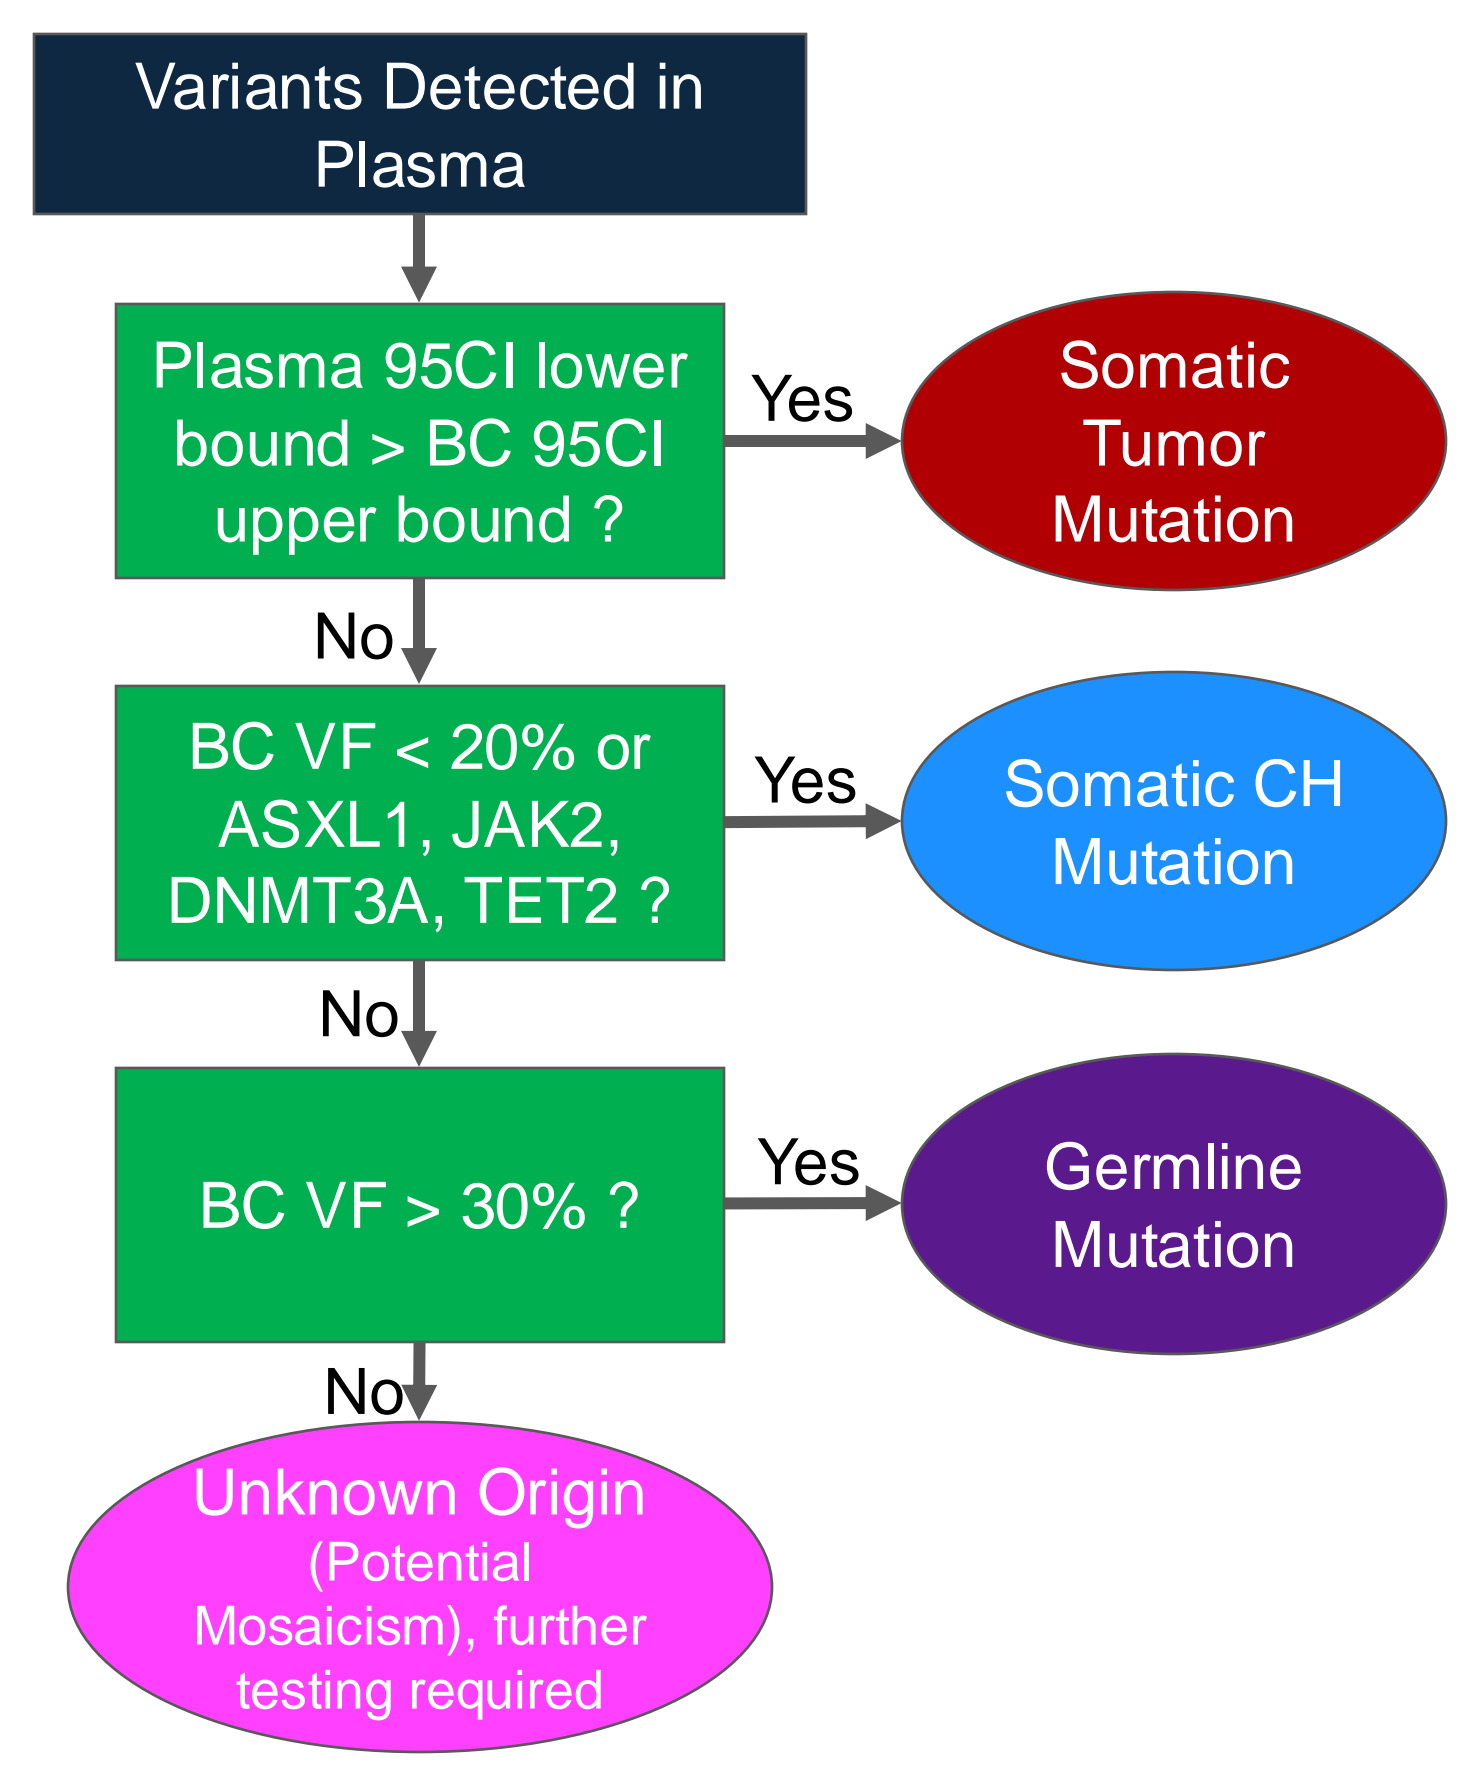 Variants Detected in
Plasma
Plasma 95CI lower
bound > BC 95CI
upper bound ?
Yes
Somatic
Tumor
Mutation
No
BC VF < 20% or
ASXL1, JAK2,
DNMT3A, TET2 ?
Yes
Somatic CH
Mutation
No
BC VF > 30% ?
Yes
Germline
Mutation
No
Unknown Origin
(Potential
Mosaicism), further
testing required